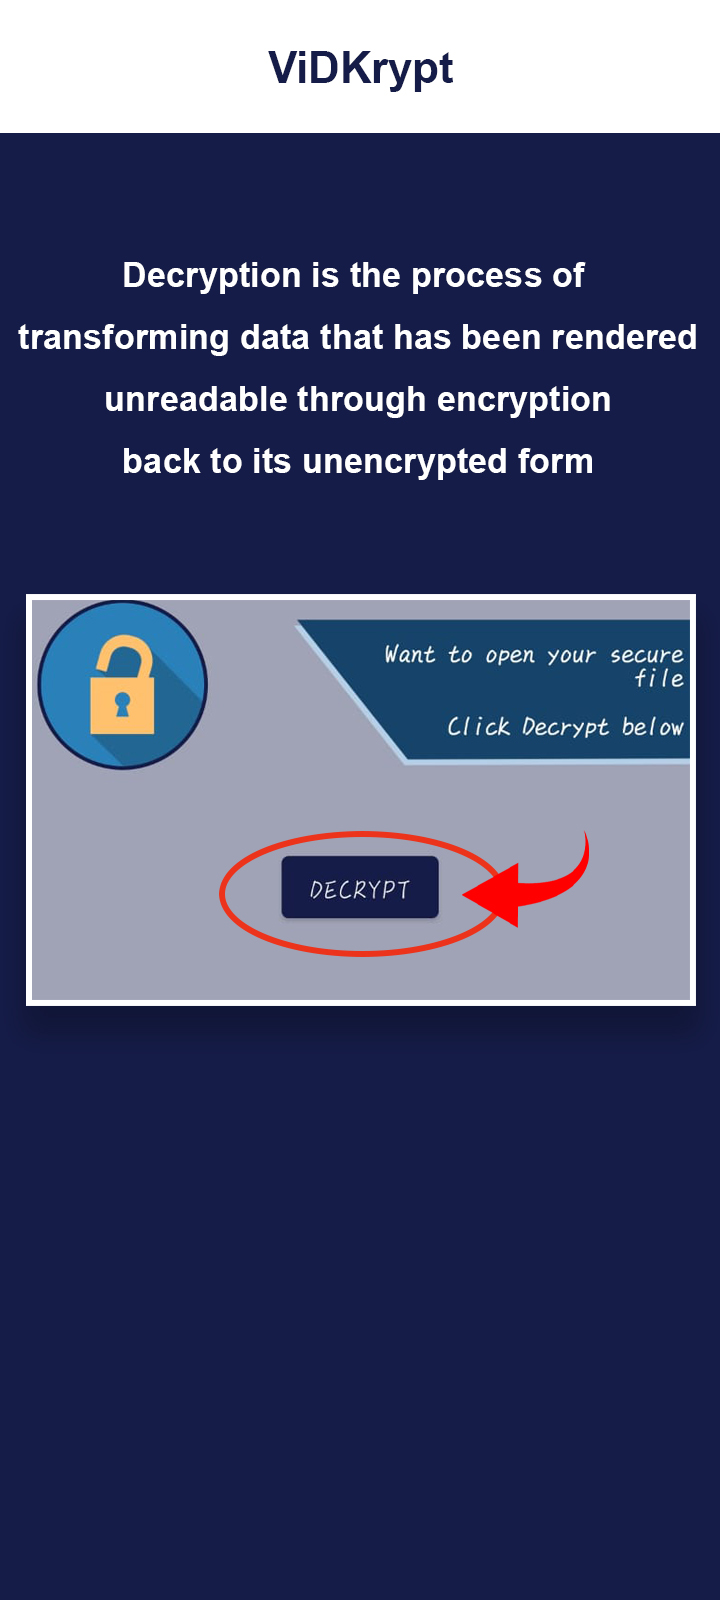 ViDKrypt
Decryption is the process of
transforming data that has been rendered
unreadable through encryption
back to its unencrypted form
Want to open your secure
file
Click Decrypt below
DECRYPT